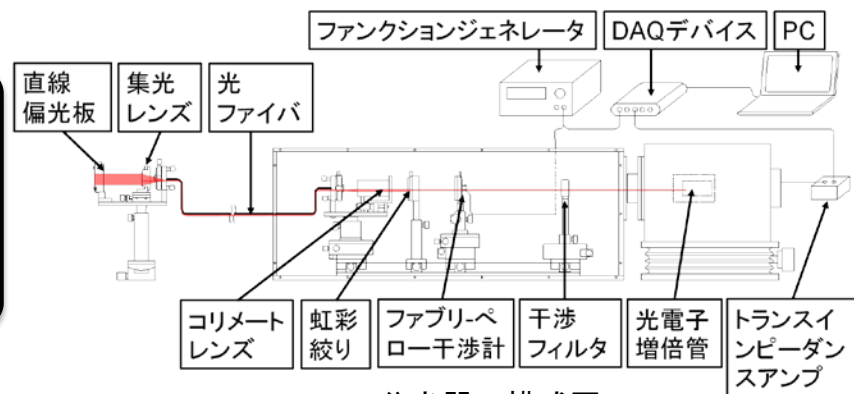 ファンクションジェネレータ
DAQデバイス
PC
直線
偏光板
集光
レンズ
光
ファイバ
コリメート
レンズ
虹彩
絞り
ファブリ-ペ
ロー干渉計
干渉
フィルタ
光電子
増倍管
トランスイ
ンピーダン
スアンプ